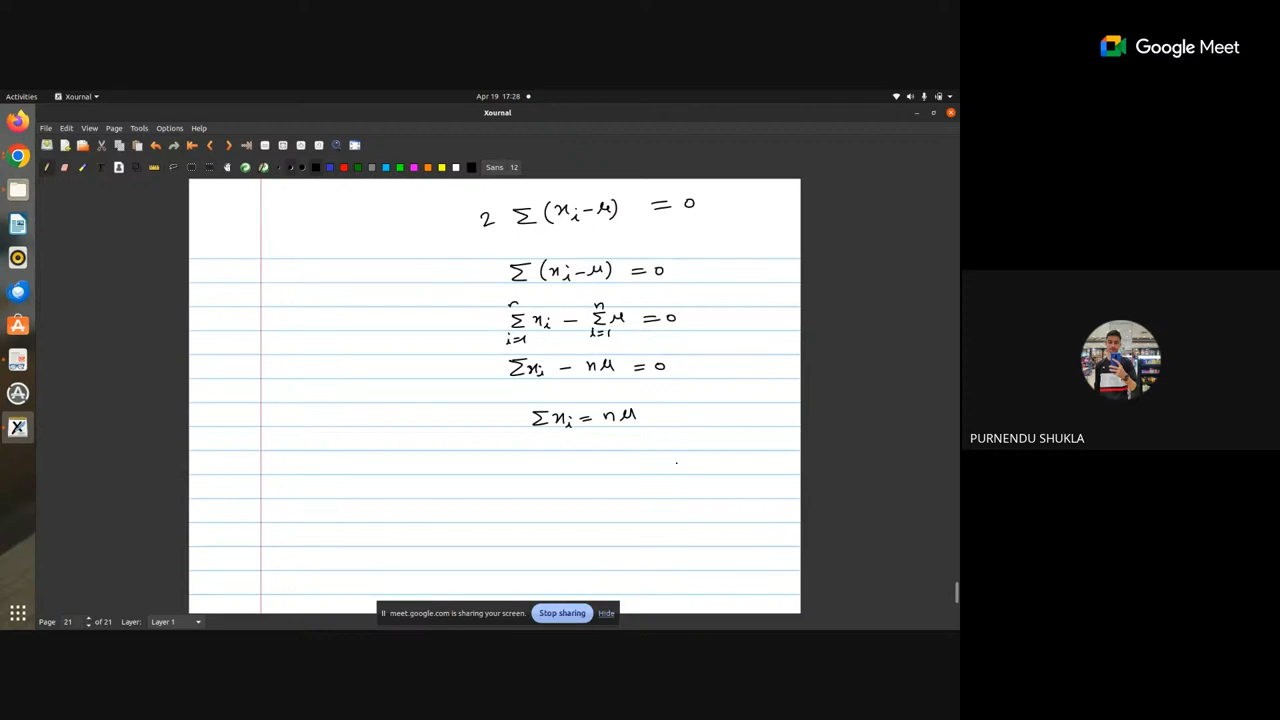 Google Meet
Activities Xournal Apr 19 17:28
Xournal
File Edit View Page Tools Options Help
Sans 12
2 Σ (xi - μ) = 0
Σ (xi - μ) = 0
n n
Σ xi - Σ μ = 0
i=1 i=1
Σxi - nμ = 0
Σxi = nμ
PURNENDU SHUKLA
meet.google.com is sharing your screen. Stop sharing Hide
Page 21 of 21 Layer: Layer 1